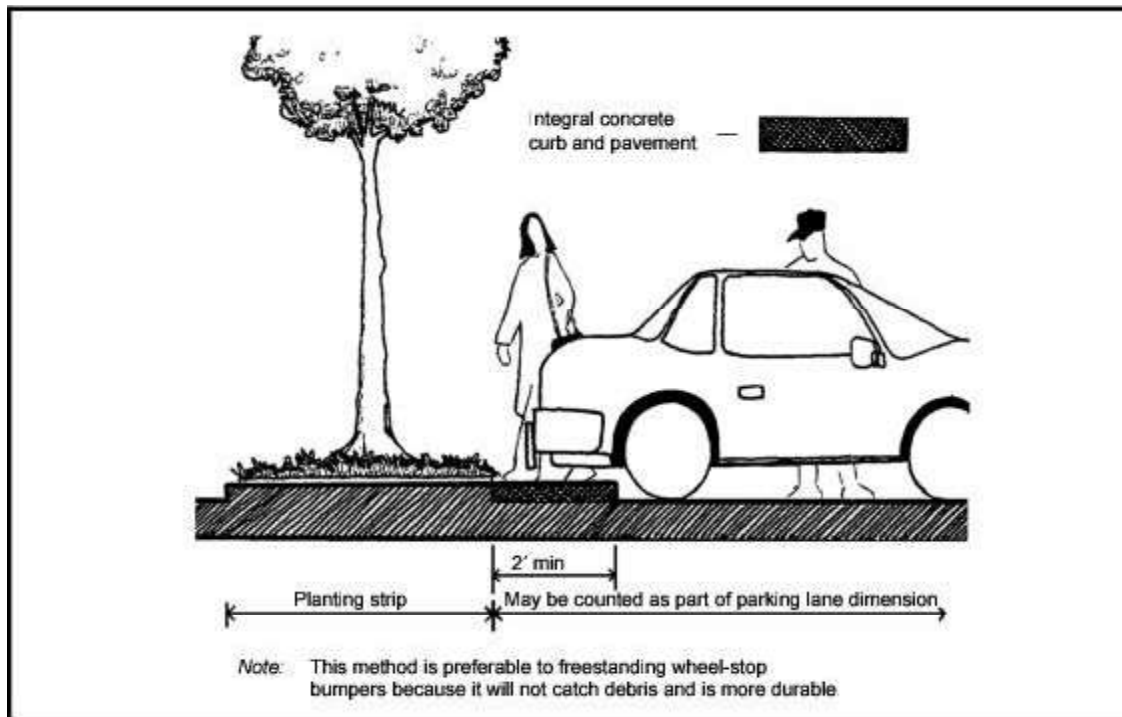 Integral concrete
curb and pavement
2' min
Planting strip
May be counted as part of parking lane dimension
Note: This method is preferable to freestanding wheel-stop
bumpers because it will not catch debris and is more durable